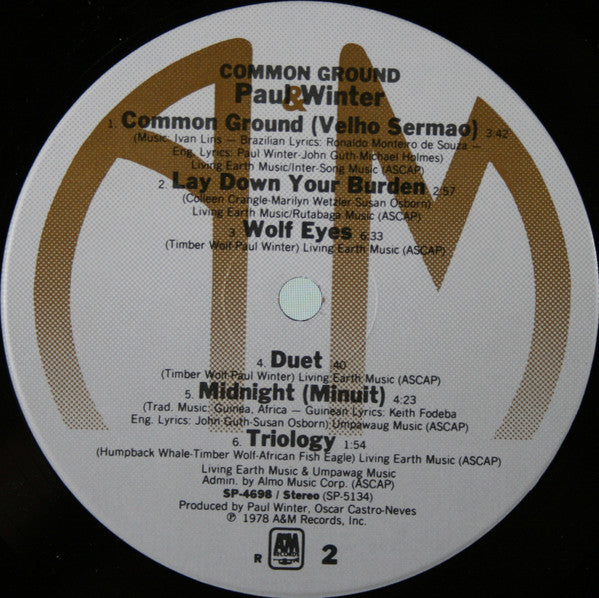 COMMON GROUND
Paul Winter
&
1. Common Ground (Velho Sermao) 3:42
(Music: Ivan Lins — Brazilian Lyrics: Ronaldo Monteiro de Souza —
Eng. Lyrics: Paul Winter-John Guth-Michael Holmes)
Living Earth Music/Inter-Song Music (ASCAP)
2. Lay Down Your Burden 2:57
(Colleen Crangle-Marilyn Wetzler-Susan Osborn)
Living Earth Music/Rutabaga Music (ASCAP)
3. Wolf Eyes 6:33
(Timber Wolf-Paul Winter) Living Earth Music (ASCAP)
4. Duet :40
(Timber Wolf-Paul Winter) Living Earth Music (ASCAP)
5. Midnight (Minuit) 4:23
(Trad. Music: Guinea, Africa — Guinean Lyrics: Keith Fodeba
Eng. Lyrics: John Guth-Susan Osborn) Umpawaug Music (ASCAP)
6. Triology 1:54
(Humpback Whale-Timber Wolf-African Fish Eagle) Living Earth Music (ASCAP)
Living Earth Music & Umpawag Music
Admin. by Almo Music Corp. (ASCAP)
SP-4698 / Stereo (SP-5134)
Produced by Paul Winter, Oscar Castro-Neves
℗ 1978 A&M Records, Inc.
R A&M RECORDS 2